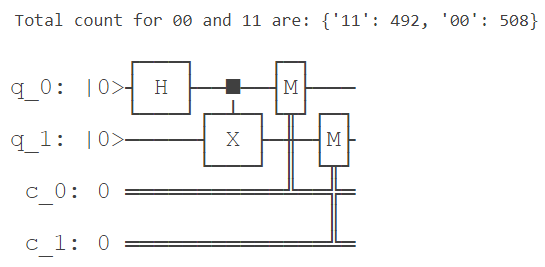 Total count for 00 and 11 are: {'11': 492, '00': 508}
q_0: |0> H M
q_1: |0> X M
c_0: 0
c_1: 0